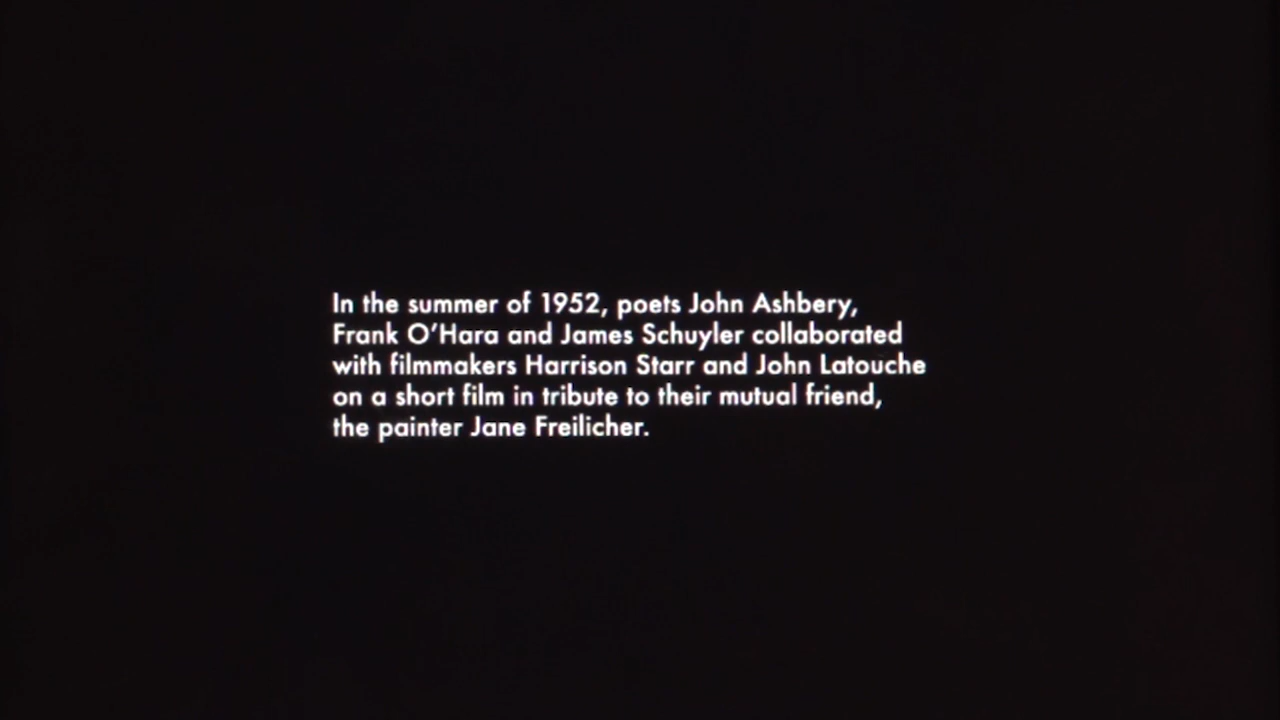 In the summer of 1952, poets John Ashbery,
Frank O'Hara and James Schuyler collaborated
with filmmakers Harrison Starr and John Latouche
on a short film in tribute to their mutual friend,
the painter Jane Freilicher.